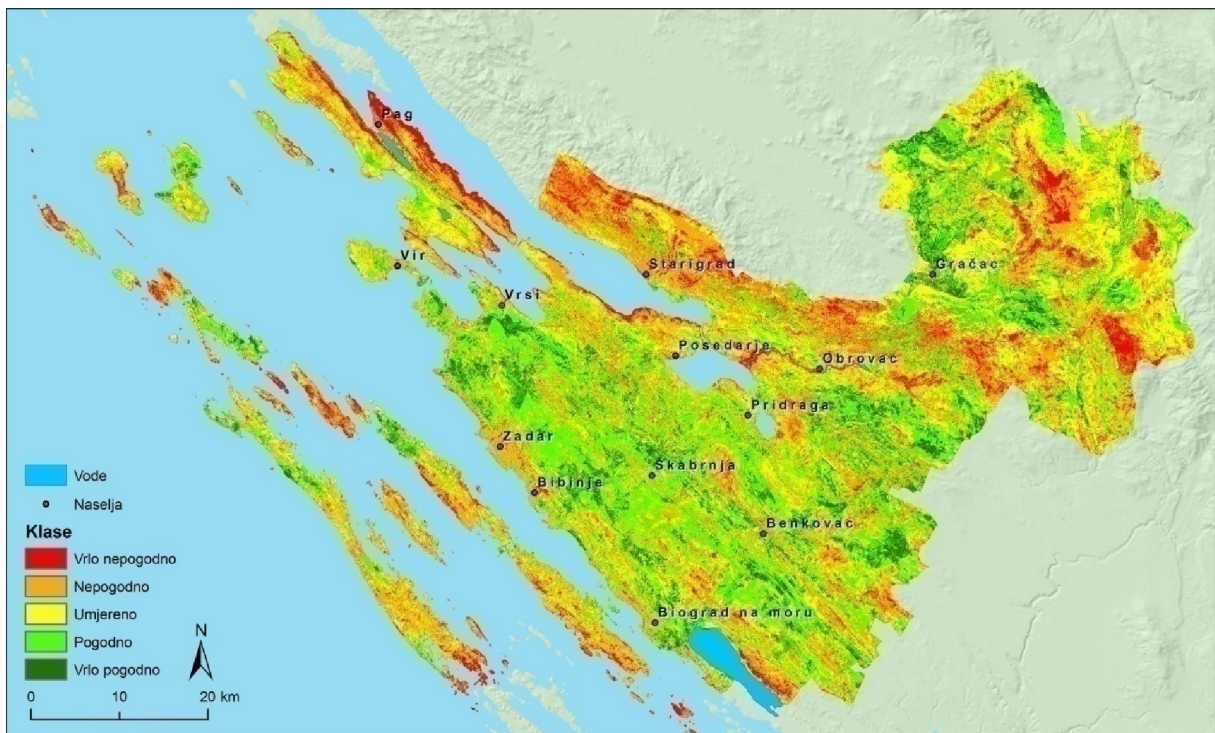 Pag
Vir
Starigrad
Gračac
Vrsi
Posedarje
Obrovac
Pridraga
Zadar
Škabrnja
Bibinje
Benkovac
Biograd na moru
Vode
Naselja
Klase
Vrlo nepogodno
Nepogodno
Umjereno
Pogodno
Vrlo pogodno
N
0 10 20 km